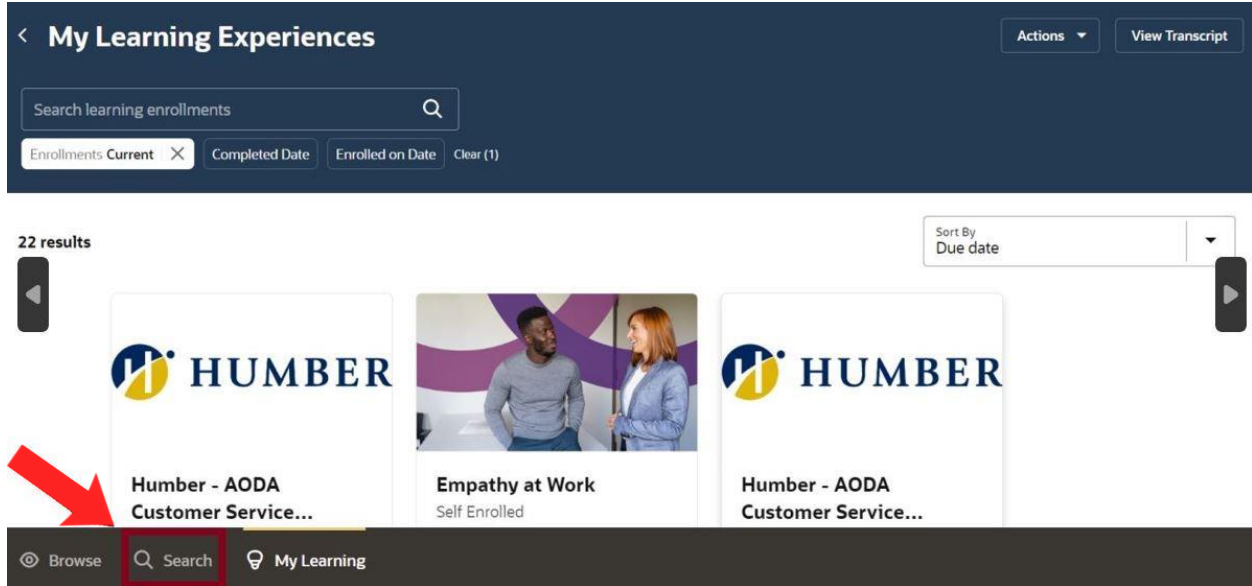 My Learning Experiences
Actions
View Transcript
Search learning enrollments
Enrollments Current
Completed Date
Enrolled on Date
Clear (1)
22 results
Sort By
Due date
HUMBER
HUMBER
Humber - AODA
Customer Service...
Empathy at Work
Self Enrolled
Humber - AODA
Customer Service...
Browse
Search
My Learning